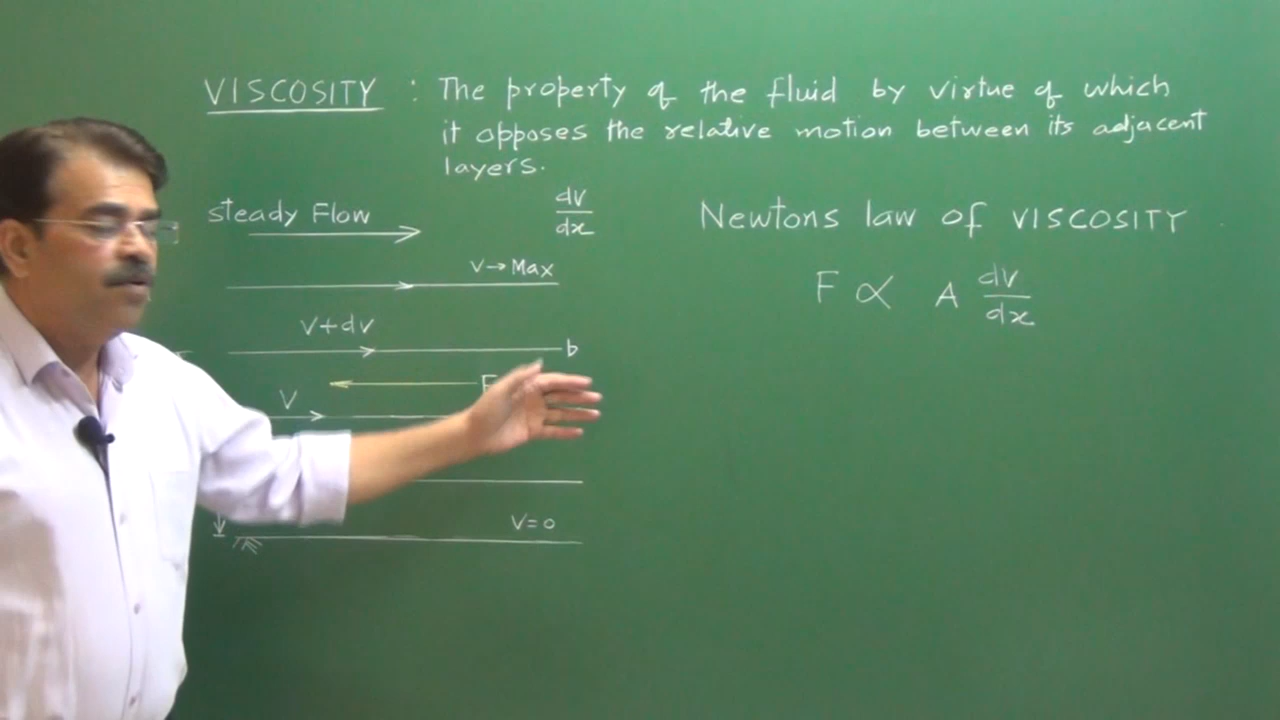 VISCOSITY : The property of the fluid by virtue of which
it opposes the relative motion between its adjacent
layers.
steady Flow
dv/dx
Newtons law of VISCOSITY
V→Max
F ∝ A dv/dx
V+dv
b
F
V
V=0